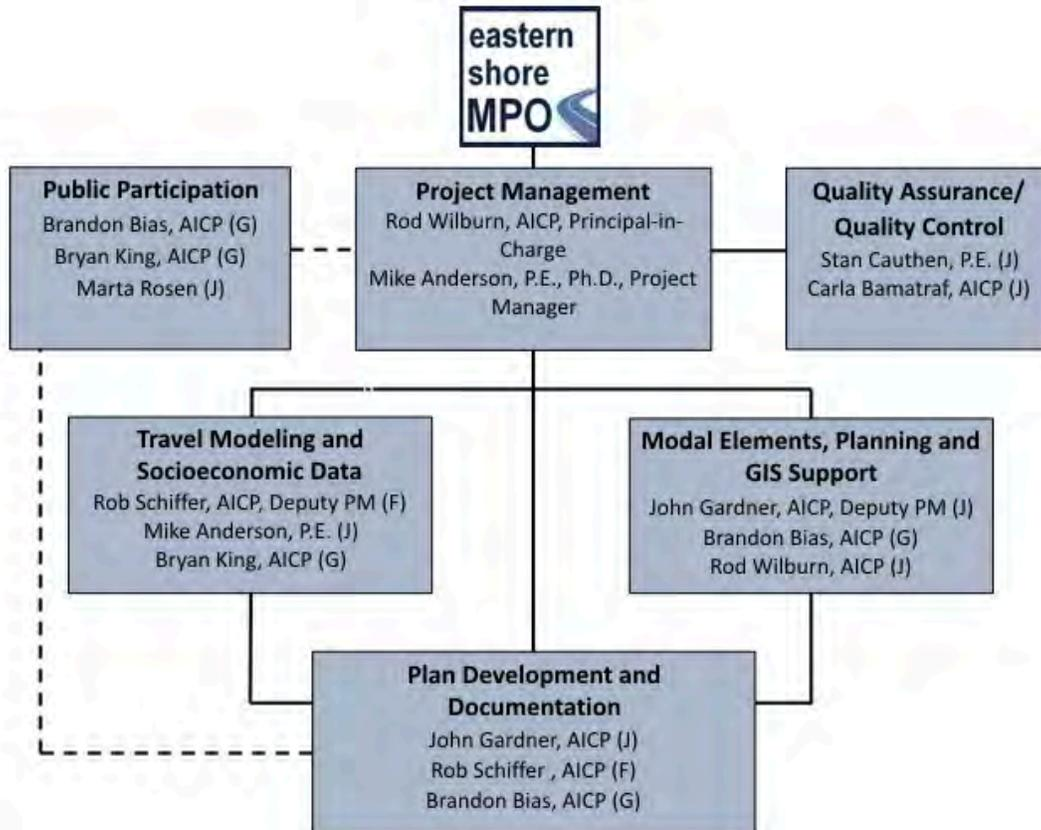 eastern
shore
MPO
Public Participation
Brandon Bias, AICP (G)
Bryan King, AICP (G)
Marta Rosen (J)
Project Management
Rod Wilburn, AICP, Principal-in-
Charge
Mike Anderson, P.E., Ph.D., Project
Manager
Quality Assurance/
Quality Control
Stan Cauthen, P.E. (J)
Carla Bamatraf, AICP (J)
Travel Modeling and
Socioeconomic Data
Rob Schiffer, AICP, Deputy PM (F)
Mike Anderson, P.E. (J)
Bryan King, AICP (G)
Modal Elements, Planning and
GIS Support
John Gardner, AICP, Deputy PM (J)
Brandon Bias, AICP (G)
Rod Wilburn, AICP (J)
Plan Development and
Documentation
John Gardner, AICP (J)
Rob Schiffer , AICP (F)
Brandon Bias, AICP (G)